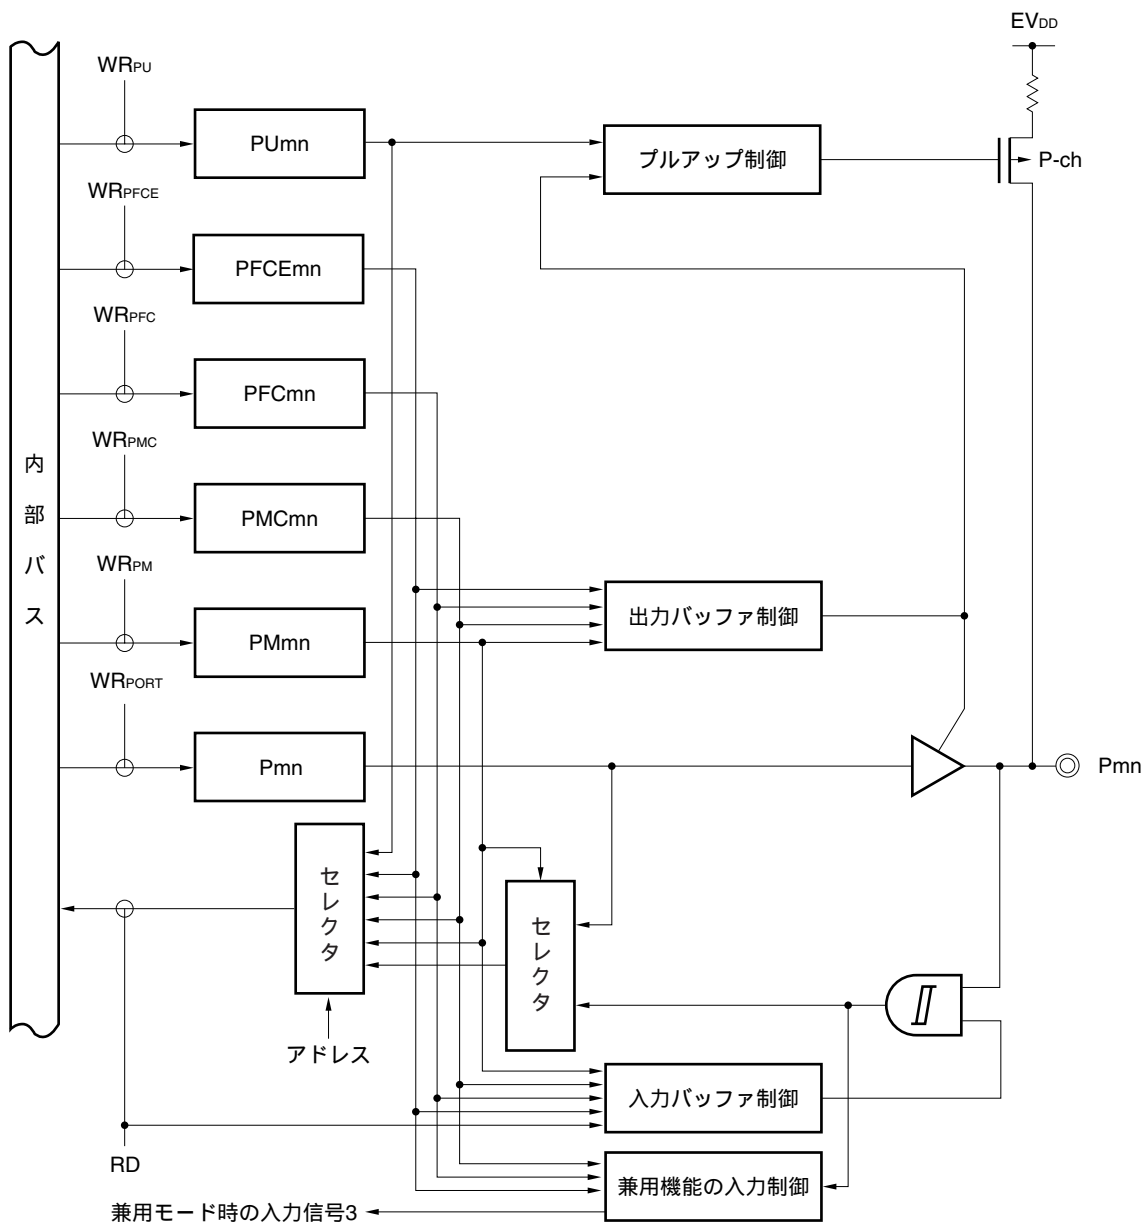 EVDD
WRPU
PUmn
プルアップ制御
P-ch
WRPFCE
PFCEmn
WRPFC
PFCmn
WRPMC
内部バス
PMCmn
WRPM
出力バッファ制御
PMmn
WRPORT
Pmn
Pmn
セレクタ
セレクタ
アドレス
入力バッファ制御
RD
兼用機能の入力制御
兼用モード時の入力信号3